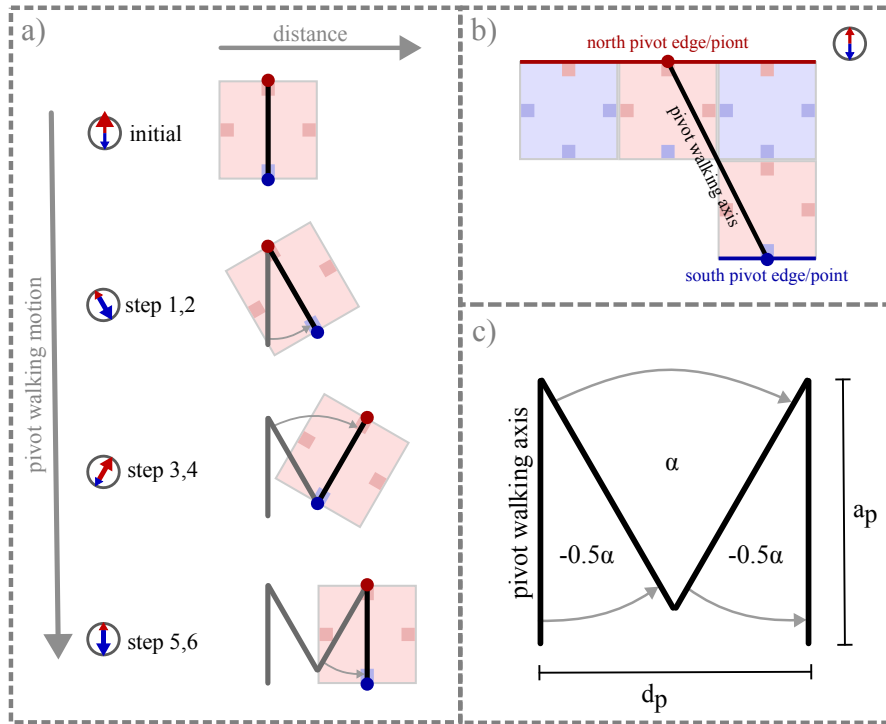 a)
distance
initial
step 1,2
step 3,4
step 5,6
pivot walking motion
b)
north pivot edge/piont
pivot walking axis
south pivot edge/point
c)
pivot walking axis
α
-0.5α
-0.5α
ap
dp